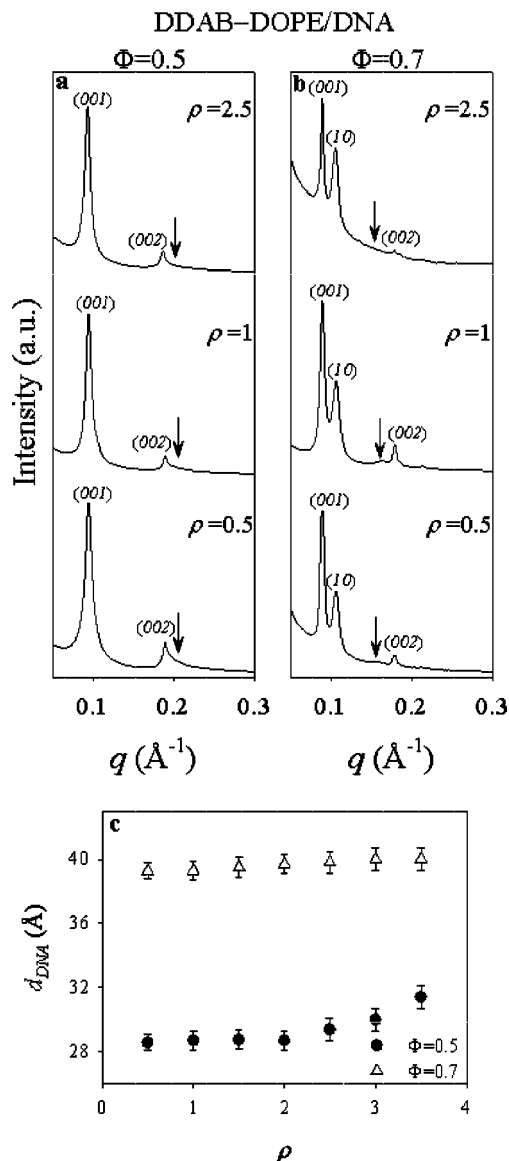 DDAB–DOPE/DNA
Φ=0.5
Φ=0.7
a
(001)
ρ=2.5
(002)
(001)
ρ=1
(002)
(001)
ρ=0.5
(002)
b
(001)
(10)
ρ=2.5
(002)
(001)
(10)
ρ=1
(002)
(001)
(10)
ρ=0.5
(002)
Intensity (a.u.)
0.1 0.2 0.3
0.1 0.2 0.3
q (Å⁻¹)
q (Å⁻¹)
c
40
36
32
28
d_DNA (Å)
Φ=0.5
Φ=0.7
0 1 2 3 4
ρ